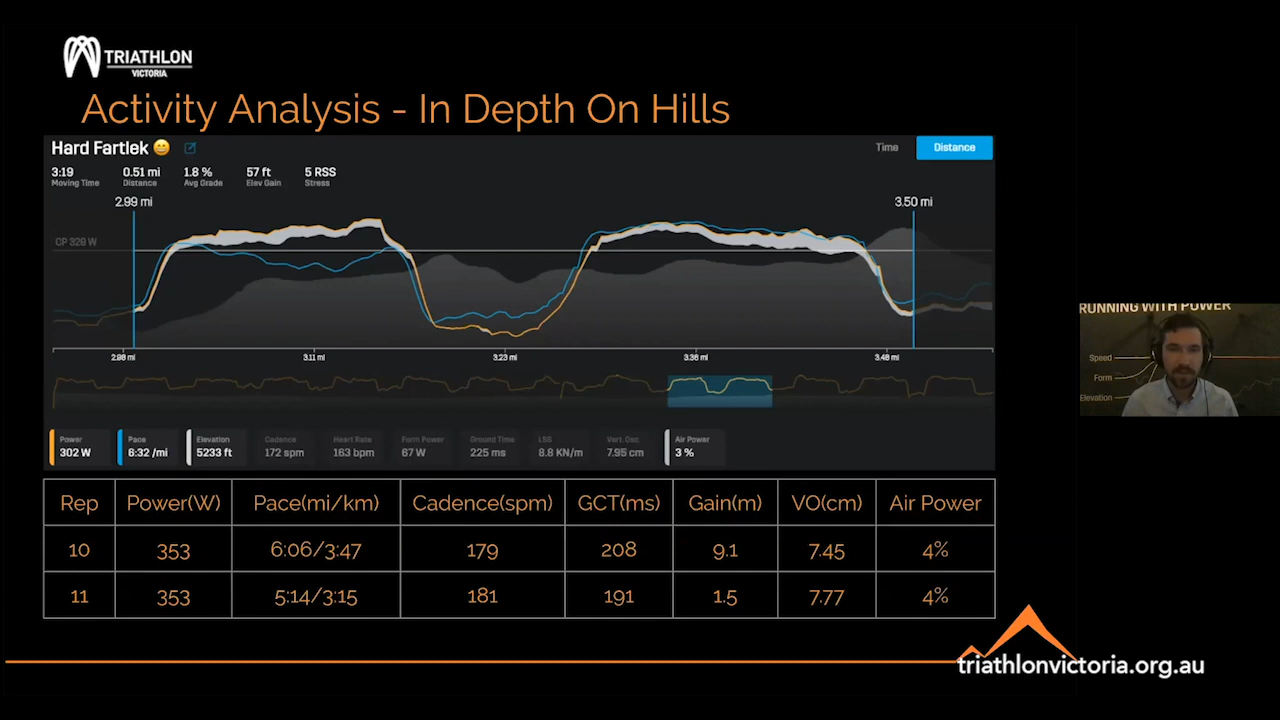 TRIATHLON
VICTORIA
Activity Analysis - In Depth On Hills
Hard Fartlek
Time
Distance
3:19 0.51 mi 1.8 % 57 ft 5 RSS
Moving Time Distance Avg Grade Elev Gain Stress
2.99 mi 3.50 mi
CP 329 W
2.98 mi 3.11 mi 3.23 mi 3.36 mi 3.48 mi
Power Pace Elevation Cadence Heart Rate Form Power Ground Time LSS Vert. Osc Air Power
302 W 6:32 /mi 5233 ft 172 spm 163 bpm 67 W 225 ms 8.8 KN/m 7.95 cm 3 %
Rep Power(W) Pace(mi/km) Cadence(spm) GCT(ms) Gain(m) VO(cm) Air Power
10 353 6:06/3:47 179 208 9.1 7.45 4%
11 353 5:14/3:15 181 191 1.5 7.77 4%
RUNNING WITH POWER
Speed
Form
Elevation
triathlonvictoria.org.au